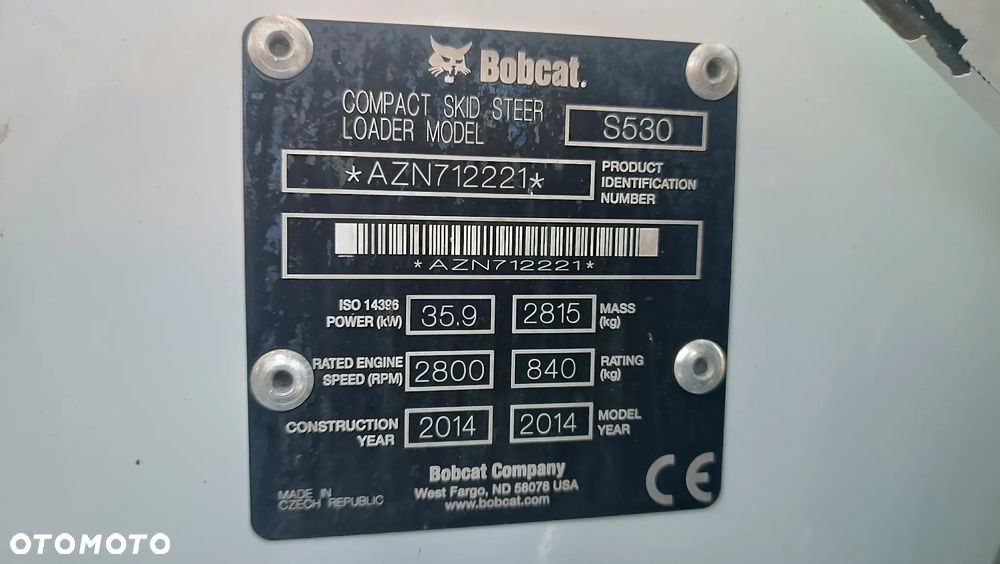 Bobcat.
COMPACT SKID STEER
LOADER MODEL
S530
*AZN712221*
PRODUCT
IDENTIFICATION
NUMBER
*AZN712221*
ISO 14396
POWER (kW)
35.9
2815
MASS
(kg)
RATED ENGINE
SPEED (RPM)
2800
840
RATING
(kg)
CONSTRUCTION
YEAR
2014
2014
MODEL
YEAR
Bobcat Company
West Fargo, ND 58078 USA
www.bobcat.com
MADE IN
CZECH REPUBLIC
CE
OTOMOTO